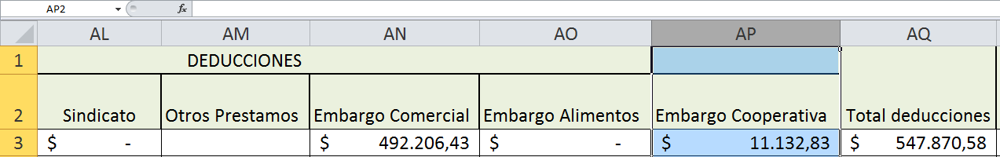 AP2 fx
AL AM AN AO AP AQ
1 DEDUCCIONES
2 Sindicato Otros Prestamos Embargo Comercial Embargo Alimentos Embargo Cooperativa Total deducciones
3 $ - $ 492.206,43 $ - $ 11.132,83 $ 547.870,58